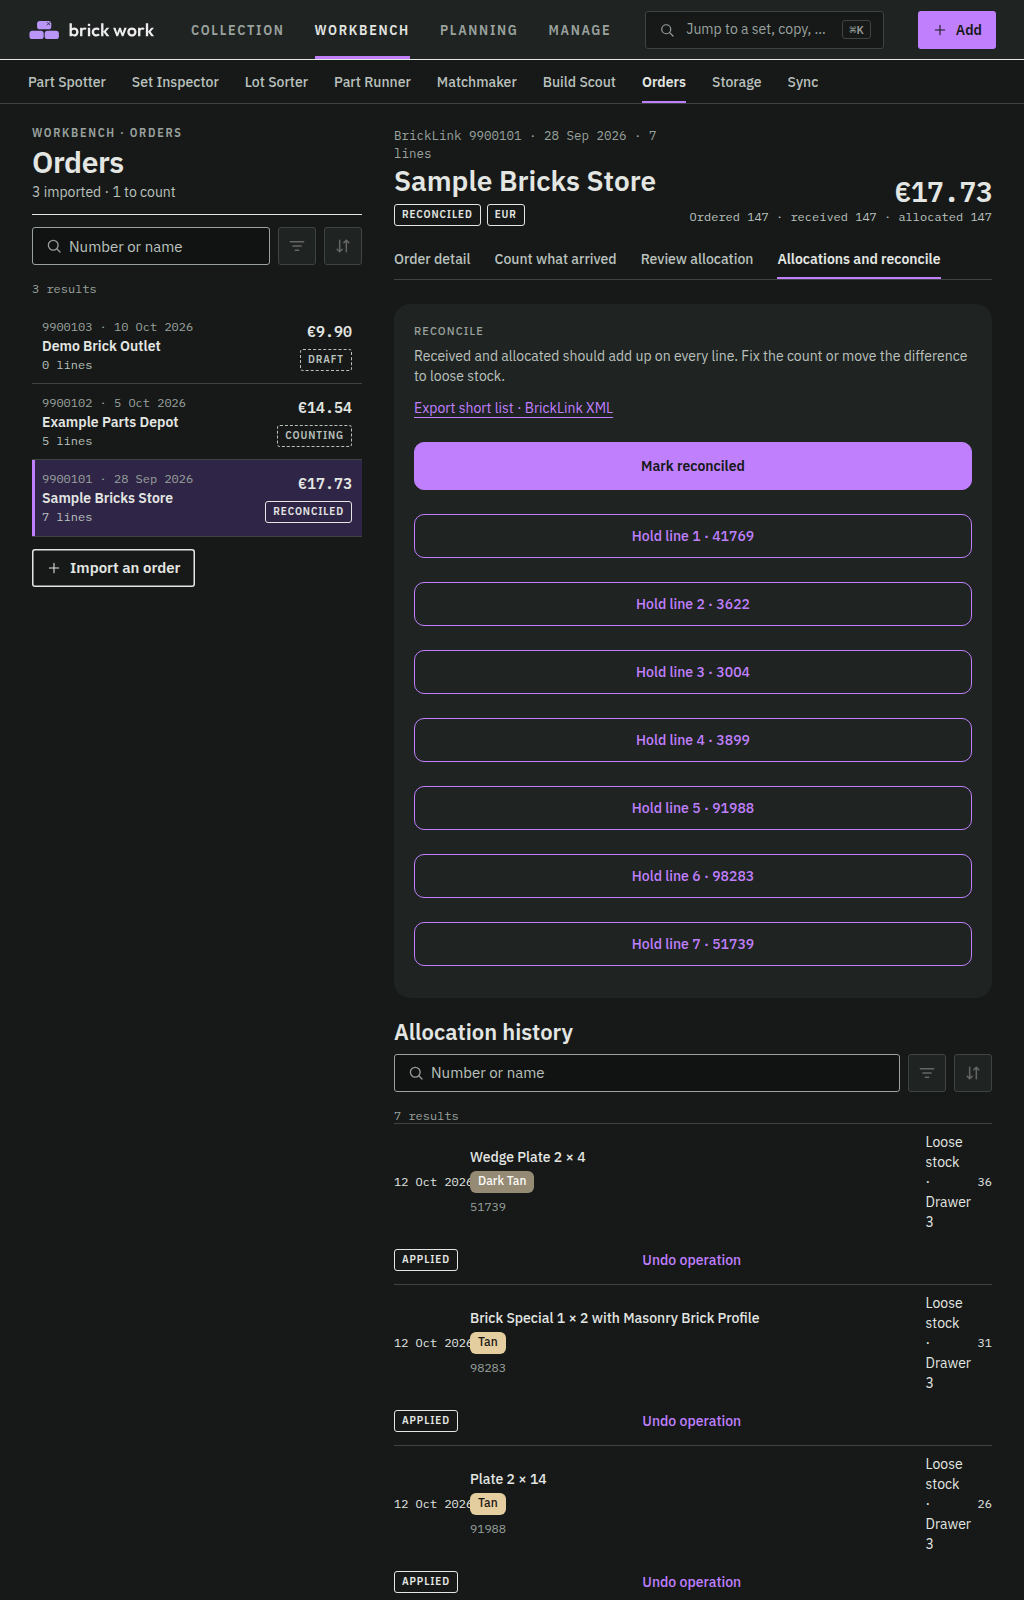 brick work
COLLECTION
WORKBENCH
PLANNING
MANAGE
Jump to a set, copy, ...
⌘K
Add
Part Spotter
Set Inspector
Lot Sorter
Part Runner
Matchmaker
Build Scout
Orders
Storage
Sync
WORKBENCH · ORDERS
Orders
3 imported · 1 to count
Number or name
3 results
9900103 · 10 Oct 2026
Demo Brick Outlet
0 lines
€9.90
DRAFT
9900102 · 5 Oct 2026
Example Parts Depot
5 lines
€14.54
COUNTING
9900101 · 28 Sep 2026
Sample Bricks Store
7 lines
€17.73
RECONCILED
Import an order
BrickLink 9900101 · 28 Sep 2026 · 7
lines
Sample Bricks Store
RECONCILED
EUR
€17.73
Ordered 147 · received 147 · allocated 147
Order detail
Count what arrived
Review allocation
Allocations and reconcile
RECONCILE
Received and allocated should add up on every line. Fix the count or move the difference
to loose stock.
Export short list · BrickLink XML
Mark reconciled
Hold line 1 · 41769
Hold line 2 · 3622
Hold line 3 · 3004
Hold line 4 · 3899
Hold line 5 · 91988
Hold line 6 · 98283
Hold line 7 · 51739
Allocation history
Number or name
7 results
12 Oct 2026
Wedge Plate 2 × 4
Dark Tan
51739
Loose
stock
·
Drawer
3
36
APPLIED
Undo operation
12 Oct 2026
Brick Special 1 × 2 with Masonry Brick Profile
Tan
98283
Loose
stock
·
Drawer
3
31
APPLIED
Undo operation
12 Oct 2026
Plate 2 × 14
Tan
91988
Loose
stock
·
Drawer
3
26
APPLIED
Undo operation